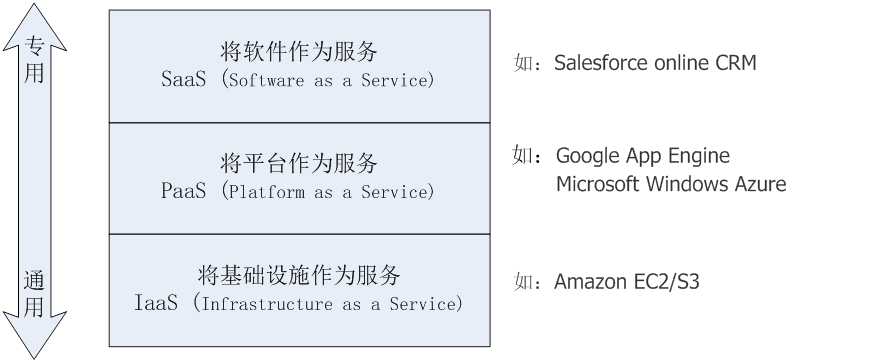 专用
将软件作为服务
SaaS (Software as a Service)
如：Salesforce online CRM
将平台作为服务
PaaS (Platform as a Service)
如：Google App Engine
Microsoft Windows Azure
通用
将基础设施作为服务
IaaS (Infrastructure as a Service)
如：Amazon EC2/S3